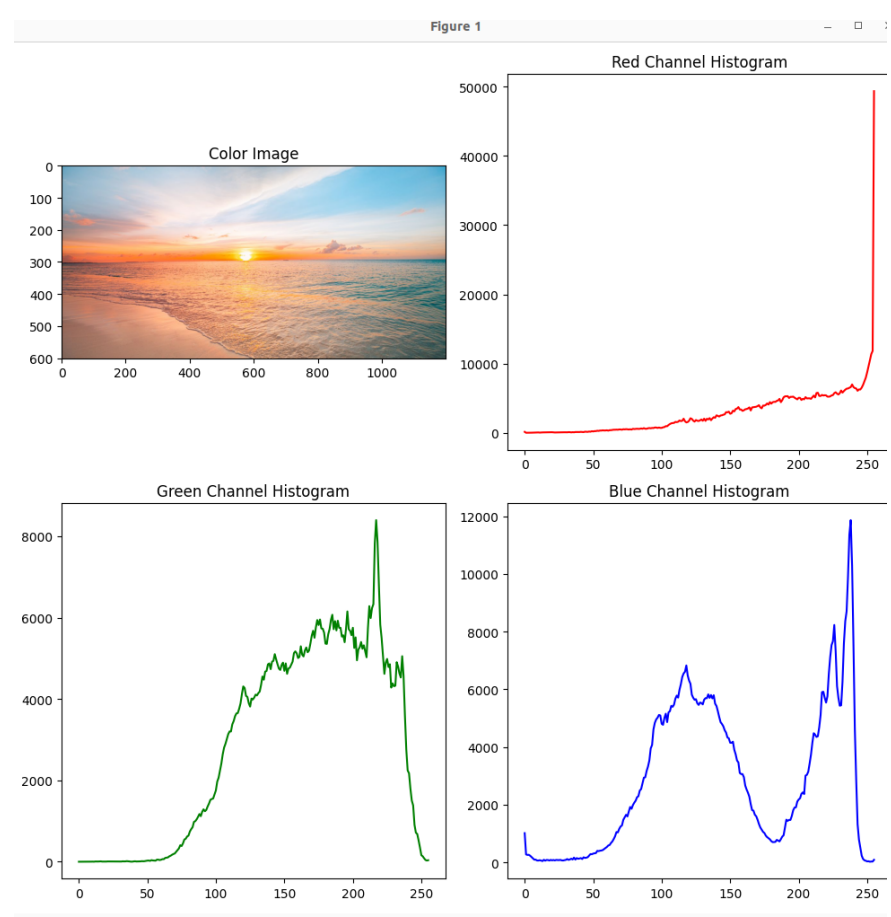 Figure 1
Color Image
0
100
200
300
400
500
600
0 200 400 600 800 1000
Red Channel Histogram
50000
40000
30000
20000
10000
0
0 50 100 150 200 250
Green Channel Histogram
8000
6000
4000
2000
0
0 50 100 150 200 250
Blue Channel Histogram
12000
10000
8000
6000
4000
2000
0
0 50 100 150 200 250